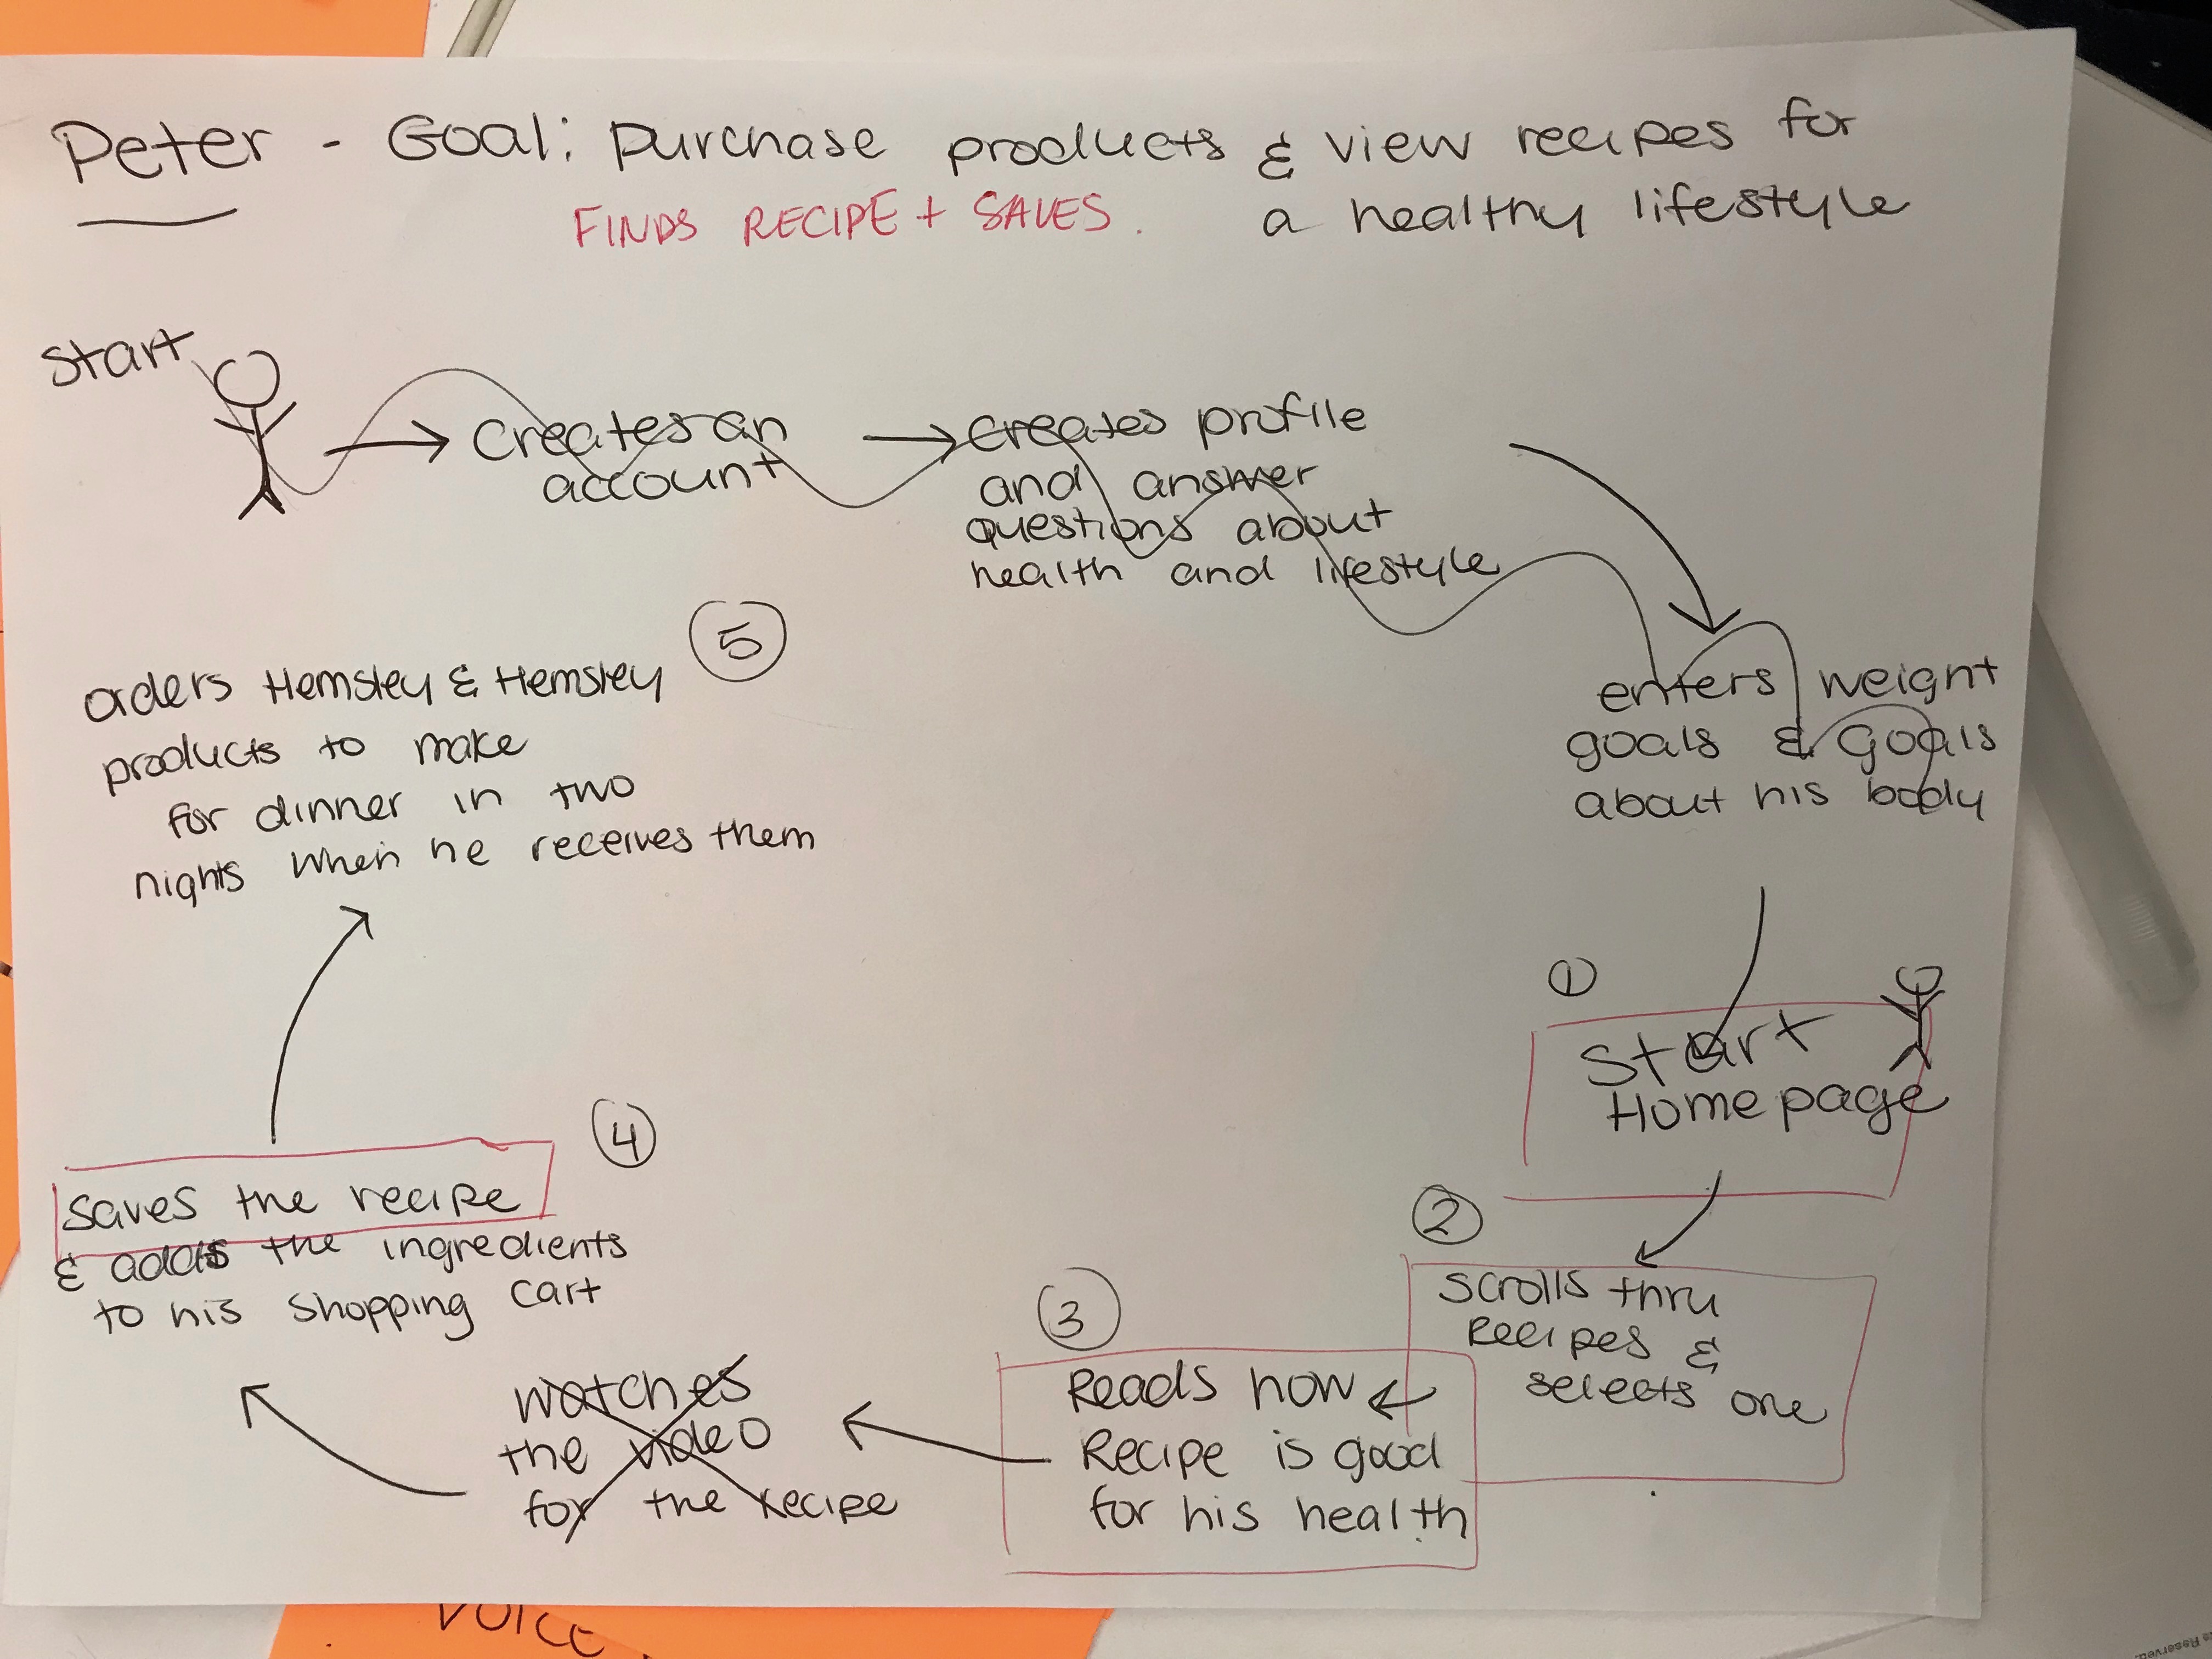 Peter - Goal: purchase products & view recipes for
a healthy lifestyle
FINDS RECIPE + SAVES.
Start
Creates an
account
Creates profile
and answer
questions about
health and lifestyle
enters weight
goals & goals
about his body
1
Start
Homepage
2
Scrolls thru
Recipes &
selects one
3
Reads how
Recipe is good
for his health
watches
the video
for the recipe
4
saves the recipe
& adds the ingredients
to his shopping cart
5
orders Hemsley & Hemsley
products to make
for dinner in two
nights when he receives them
VOICE